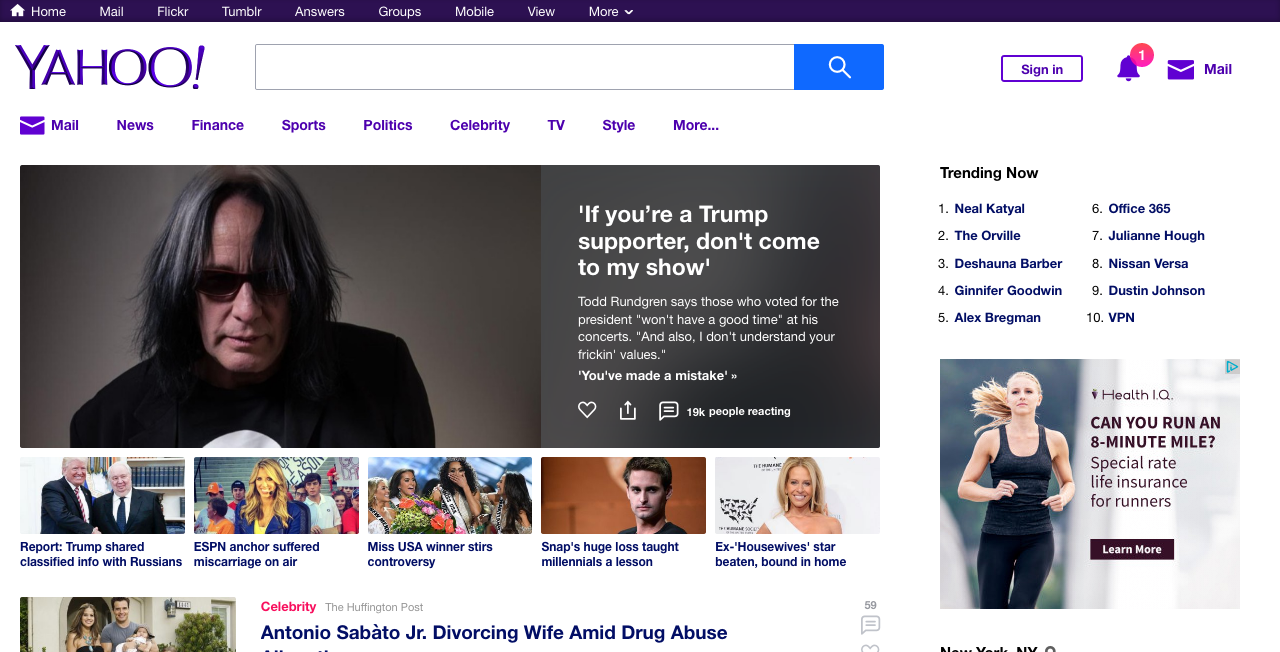 Home Mail Flickr Tumblr Answers Groups Mobile View More
YAHOO!
Sign in
1
Mail
Mail News Finance Sports Politics Celebrity TV Style More...
'If you’re a Trump
supporter, don't come
to my show'
Todd Rundgren says those who voted for the
president "won't have a good time" at his
concerts. "And also, I don't understand your
frickin' values."
'You've made a mistake' »
19k people reacting
Report: Trump shared
classified info with Russians
ESPN anchor suffered
miscarriage on air
Miss USA winner stirs
controversy
Snap's huge loss taught
millennials a lesson
Ex-'Housewives' star
beaten, bound in home
Celebrity The Huffington Post
59
Antonio Sabàto Jr. Divorcing Wife Amid Drug Abuse
Trending Now
1. Neal Katyal
2. The Orville
3. Deshauna Barber
4. Ginnifer Goodwin
5. Alex Bregman
6. Office 365
7. Julianne Hough
8. Nissan Versa
9. Dustin Johnson
10. VPN
Health I.Q.
CAN YOU RUN AN
8-MINUTE MILE?
Special rate
life insurance
for runners
Learn More
New York, NY